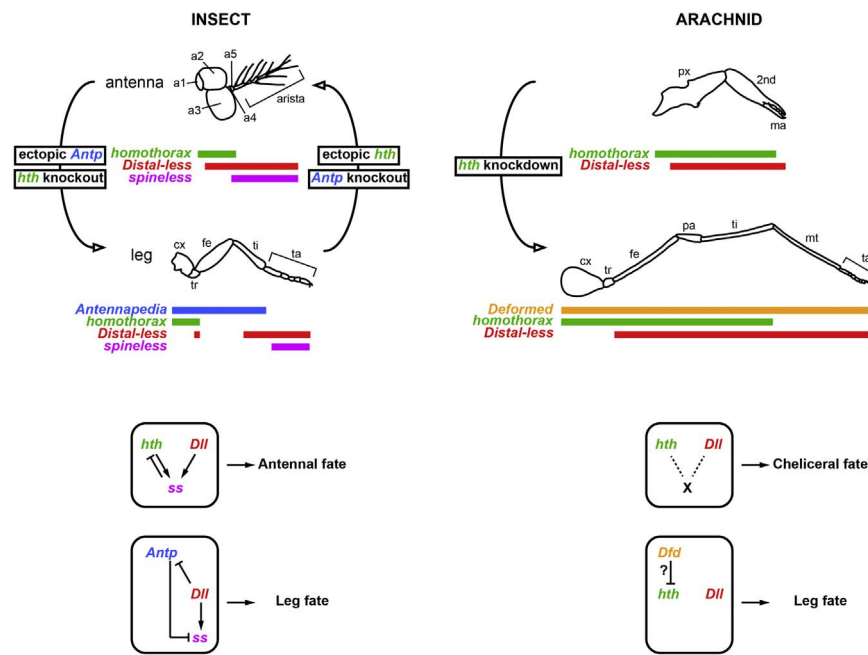 INSECT
ARACHNID
antenna
a1
a2
a3
a5
a4
arista
px
2nd
ma
ectopic Antp
hth knockout
homothorax
Distal-less
spineless
ectopic hth
Antp knockout
hth knockdown
homothorax
Distal-less
leg
cx
tr
fe
ti
ta
cx
tr
fe
pa
ti
mt
ta
Antennapedia
homothorax
Distal-less
spineless
Deformed
homothorax
Distal-less
hth Dll
ss
Antennal fate
hth Dll
X
Cheliceral fate
Antp
Dll
ss
Leg fate
Dfd
?
hth Dll
Leg fate